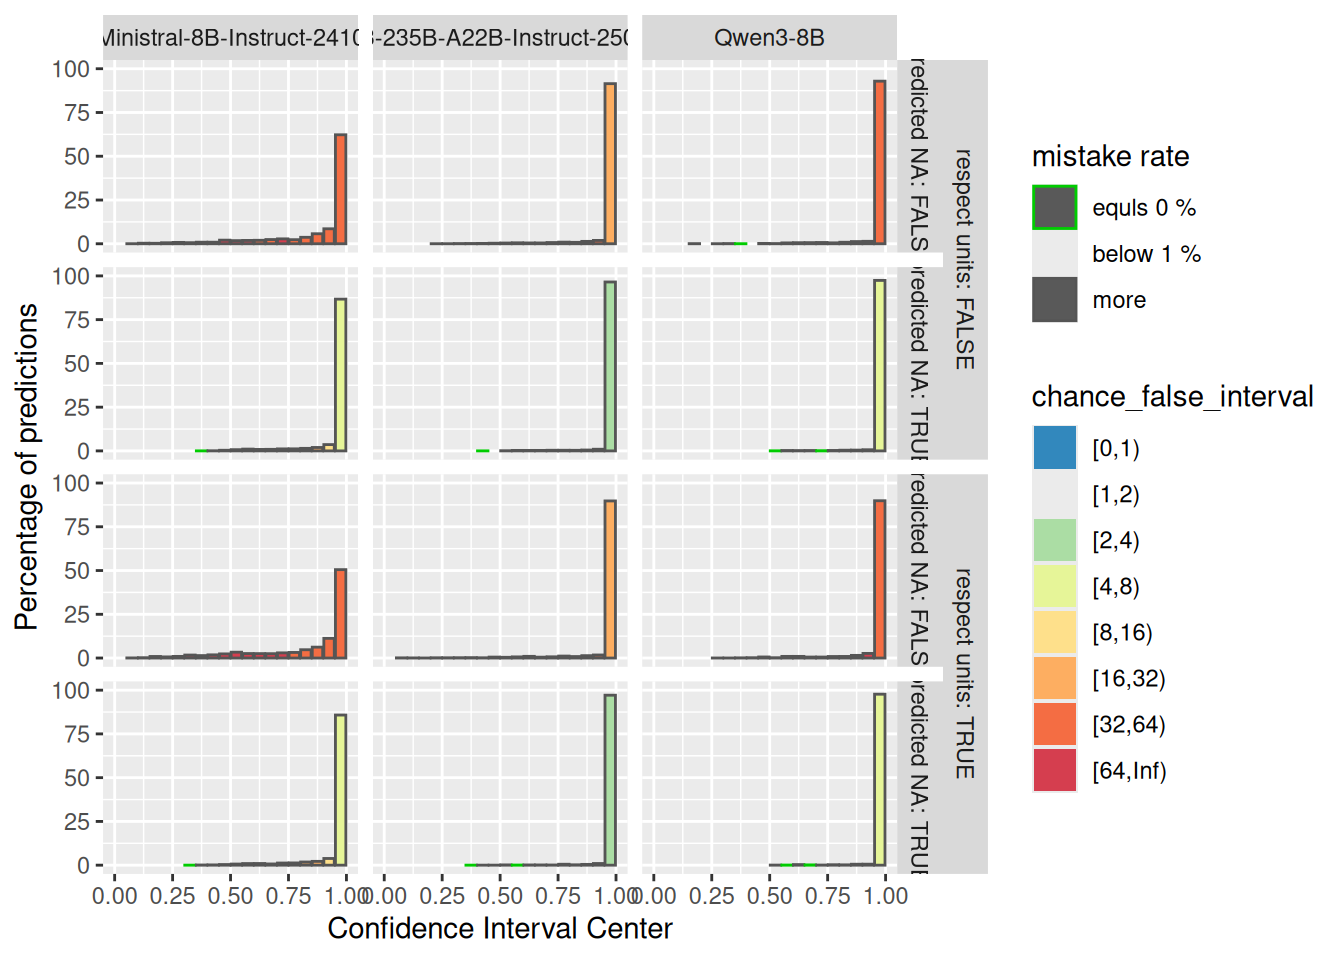 Ministral-8B-Instruct-2410
3-235B-A22B-Instruct-250
Qwen3-8B
100
75
50
25
0
redicted NA: FALS
respect units: FALSE
100
75
50
25
0
redicted NA: TRUE
100
75
50
25
0
redicted NA: FALS
respect units: TRUE
100
75
50
25
0
redicted NA: TRUE
Percentage of predictions
0.00 0.25 0.50 0.75 1.00 0.00 0.25 0.50 0.75 1.00 0.00 0.25 0.50 0.75 1.00
Confidence Interval Center
mistake rate
equls 0 %
below 1 %
more
chance_false_interval
[0,1)
[1,2)
[2,4)
[4,8)
[8,16)
[16,32)
[32,64)
[64,Inf)